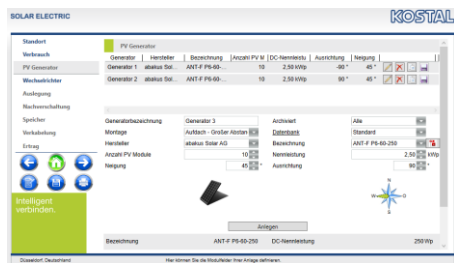 SOLAR ELECTRIC
KOSTAL
Standort
Verbrauch
PV Generator
Wechselrichter
Auslegung
Nachverschaltung
Speicher
Verkabelung
Ertrag
Intelligent
verbinden.
PV Generator
Generator Hersteller Bezeichnung Anzahl PV M DC-Nennleistu Ausrichtung Neigung
Generator 1 abakus Sol... ANT-F P6-60-... 10 2,50 kWp -90 ° 45 °
Generator 2 abakus Sol... ANT-F P6-60-... 10 2,50 kWp 90 ° 45 °
Generatorbezeichnung Generator 3 Archiviert Alle
Montage Aufdach - Großer Abstan Datenbank Standard
Hersteller abakus Solar AG Bezeichnung ANT-F P6-60-250
Anzahl PV Module 10 Nennleistung 2,50 kWp
Neigung 45 ° Ausrichtung 90 °
N
W O
S
Anlegen
Bezeichnung ANT-F P6-60-250 DC-Nennleistung 250 Wp
Düsseldorf, Deutschland Hier können Sie die Modulfelder Ihrer Anlage definieren.